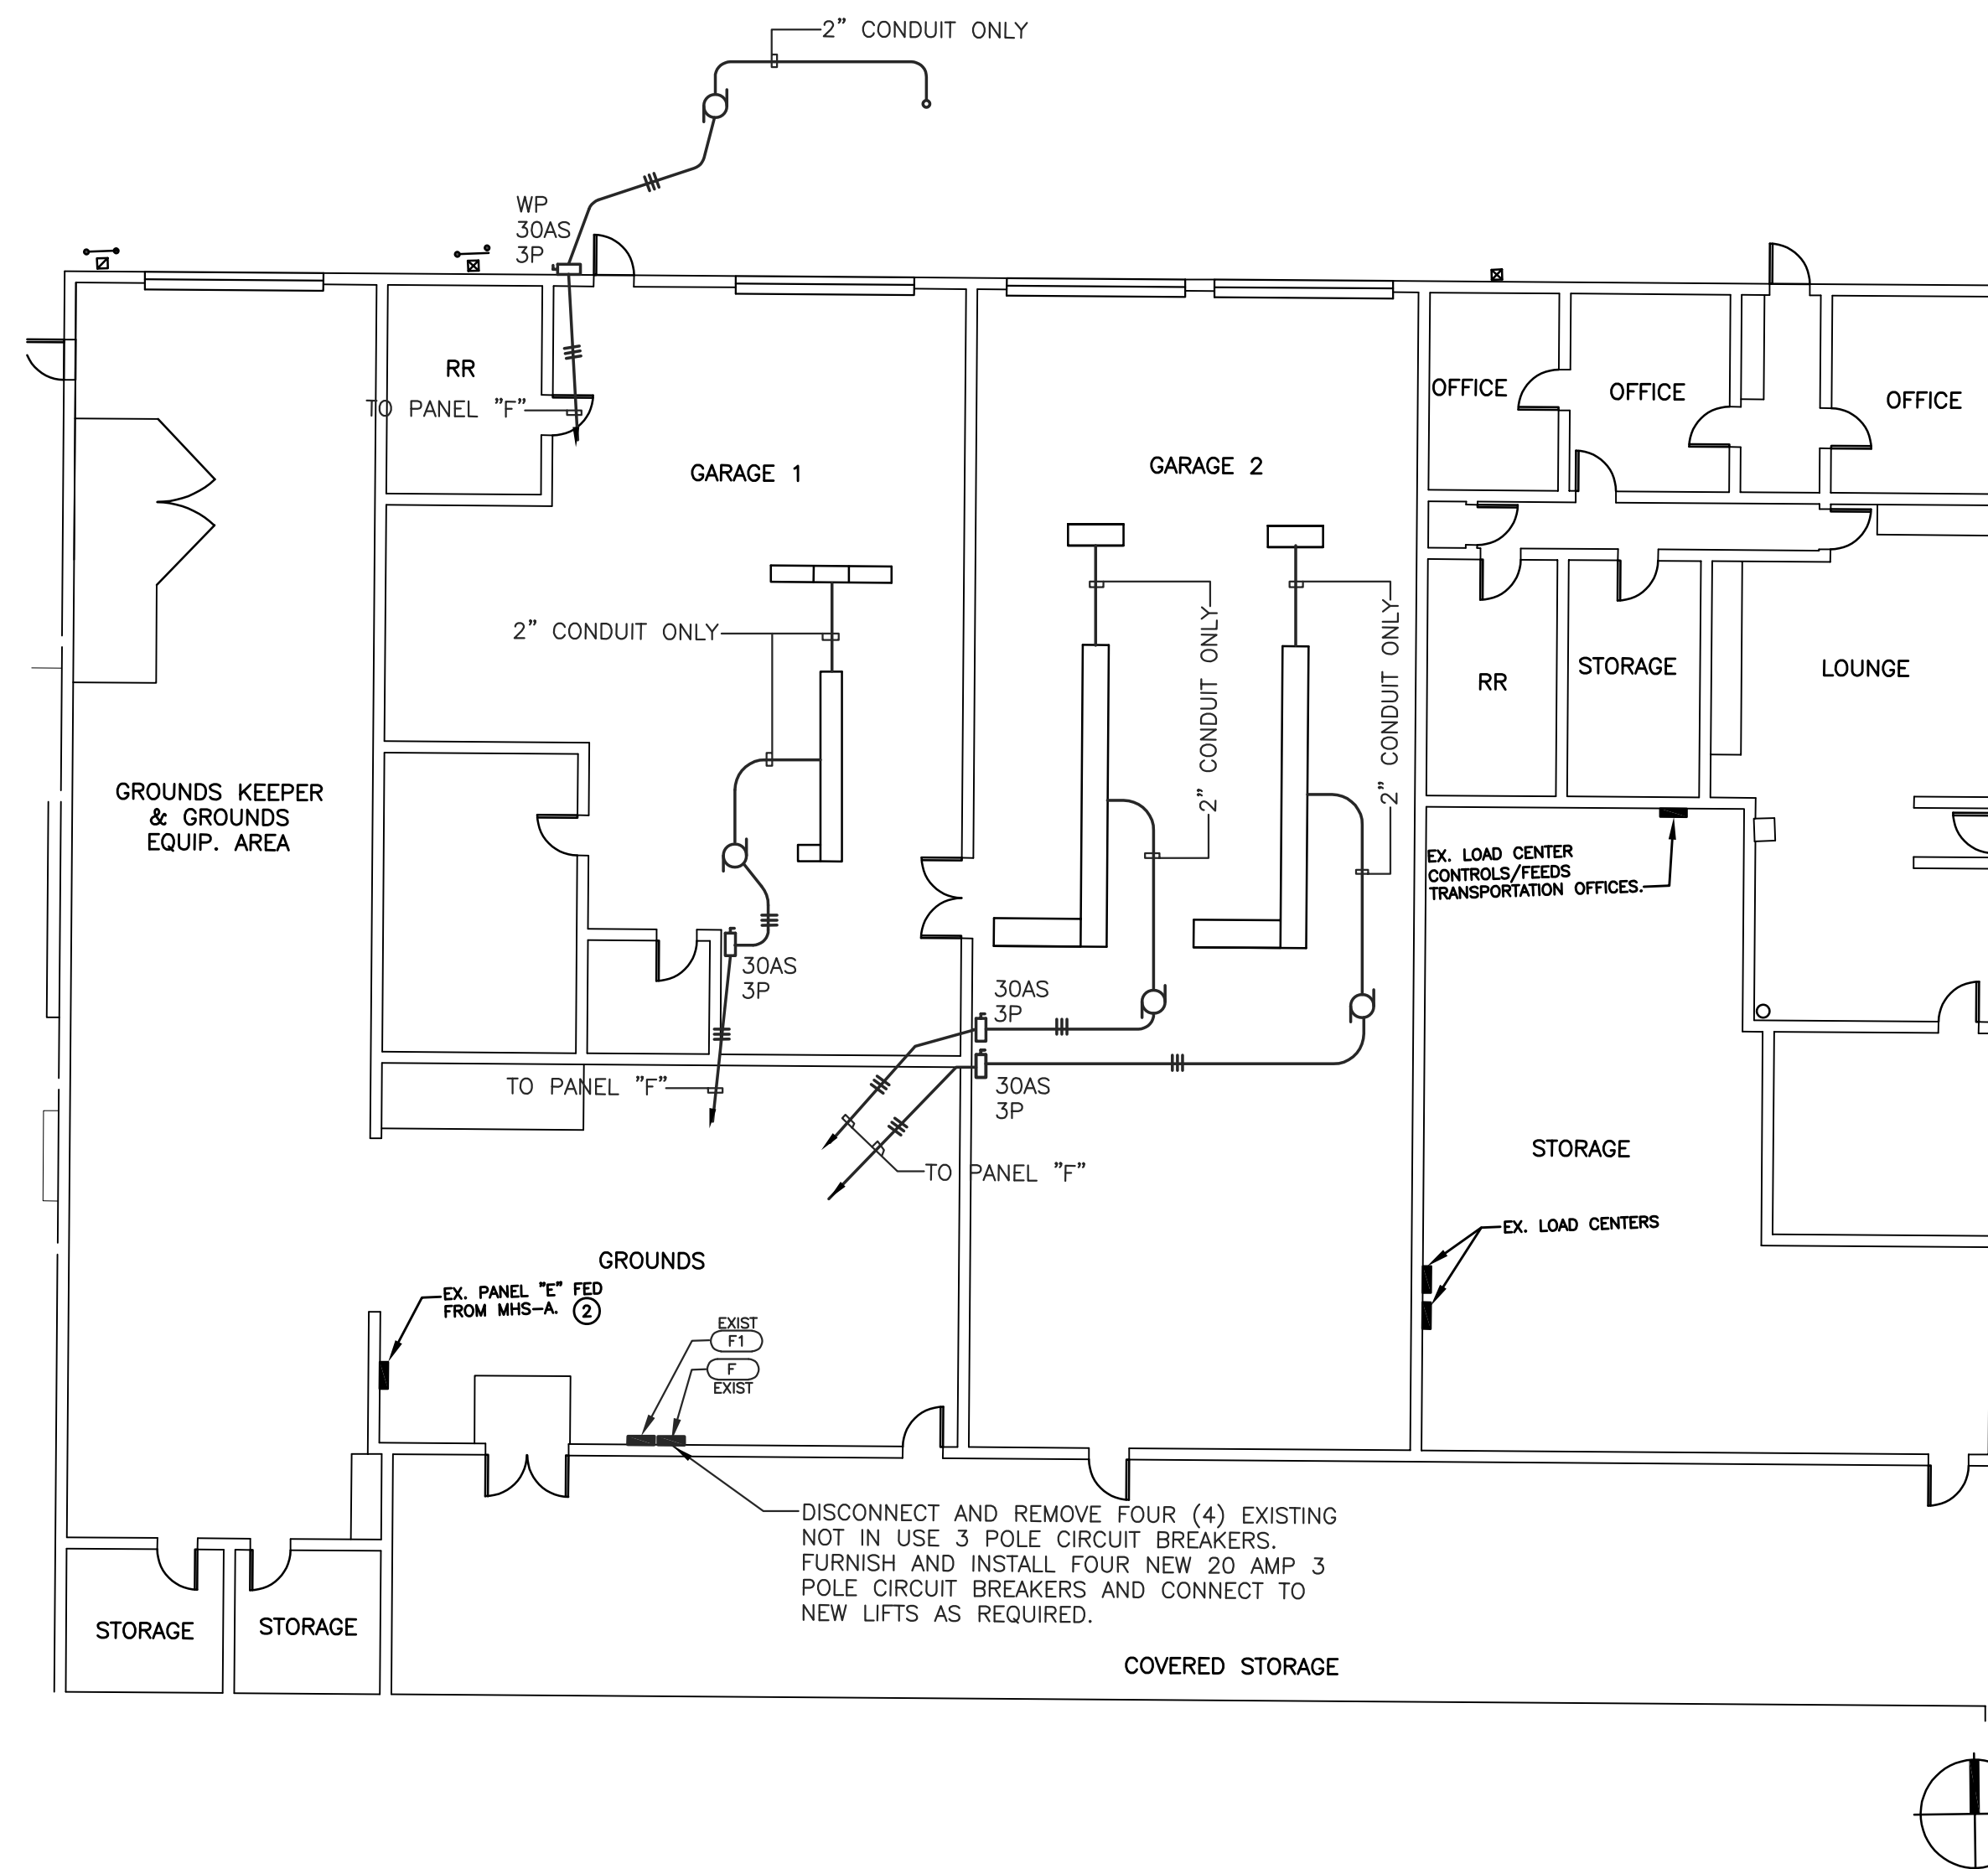 2” CONDUIT ONLY
WP
30AS
3P
RR
TO PANEL ”F”
GARAGE 1
GARAGE 2
OFFICE
OFFICE
OFFICE
2” CONDUIT ONLY
2” CONDUIT ONLY
2” CONDUIT ONLY
RR
STORAGE
LOUNGE
GROUNDS KEEPER
& GROUNDS
EQUIP. AREA
EX. LOAD CENTER
CONTROLS/FEEDS
TRANSPORTATION OFFICES.
30AS
3P
30AS
3P
30AS
3P
TO PANEL ”F”
TO PANEL ”F”
STORAGE
EX. LOAD CENTERS
GROUNDS
EX. PANEL "E" FED
FROM MHS-A. 2
EXIST
F1
F
EXIST
DISCONNECT AND REMOVE FOUR (4) EXISTING
NOT IN USE 3 POLE CIRCUIT BREAKERS.
FURNISH AND INSTALL FOUR NEW 20 AMP 3
POLE CIRCUIT BREAKERS AND CONNECT TO
NEW LIFTS AS REQUIRED.
STORAGE
STORAGE
COVERED STORAGE